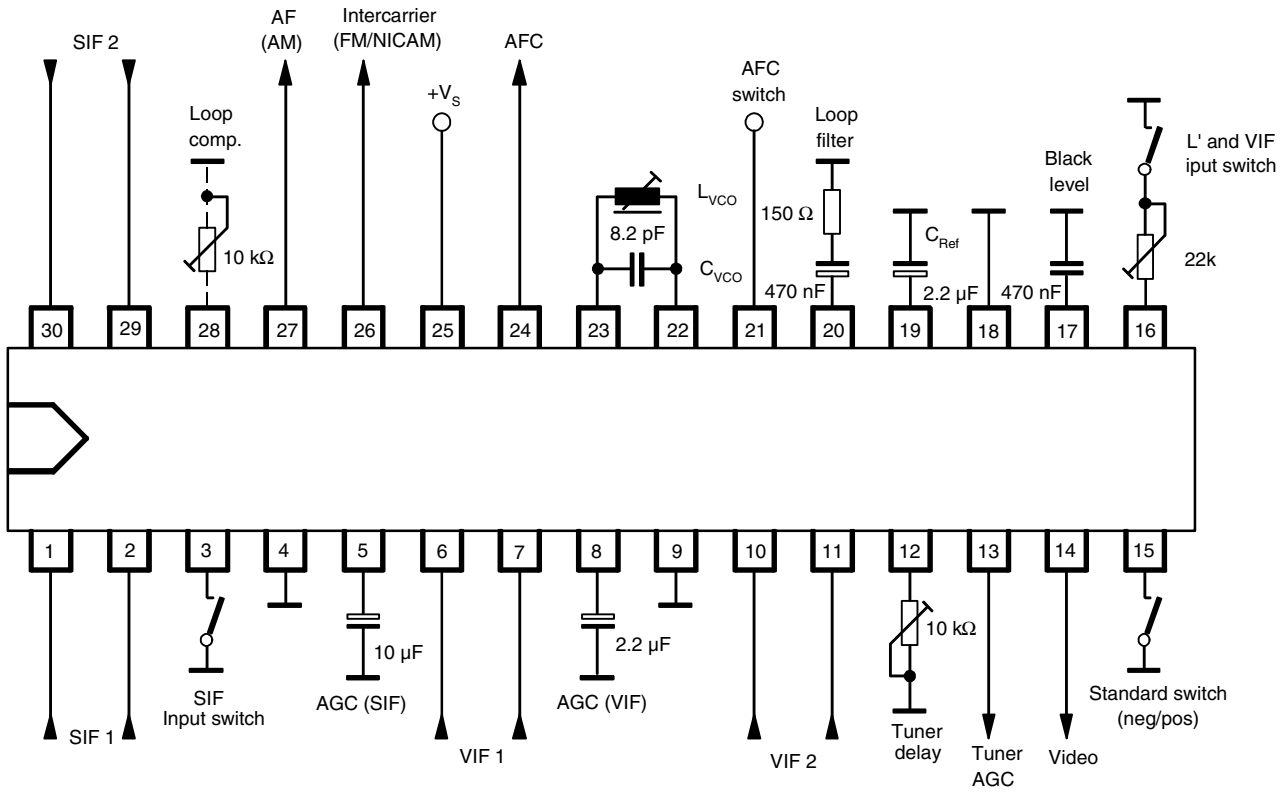 SIF 2
AF
(AM)
Intercarrier
(FM/NICAM)
AFC
+VS
AFC
switch
Loop
comp.
Loop
filter
L' and VIF
iput switch
Black
level
LVCO
150 Ω
8.2 pF
CRef
10 kΩ
CVCO
22k
470 nF
2.2 µF
470 nF
30 29 28 27 26 25 24 23 22 21 20 19 18 17 16
1 2 3 4 5 6 7 8 9 10 11 12 13 14 15
10 kΩ
10 µF
2.2 µF
SIF
Input switch
AGC (SIF)
AGC (VIF)
Standard switch
(neg/pos)
SIF 1
VIF 1
VIF 2
Tuner
delay
Tuner
AGC
Video